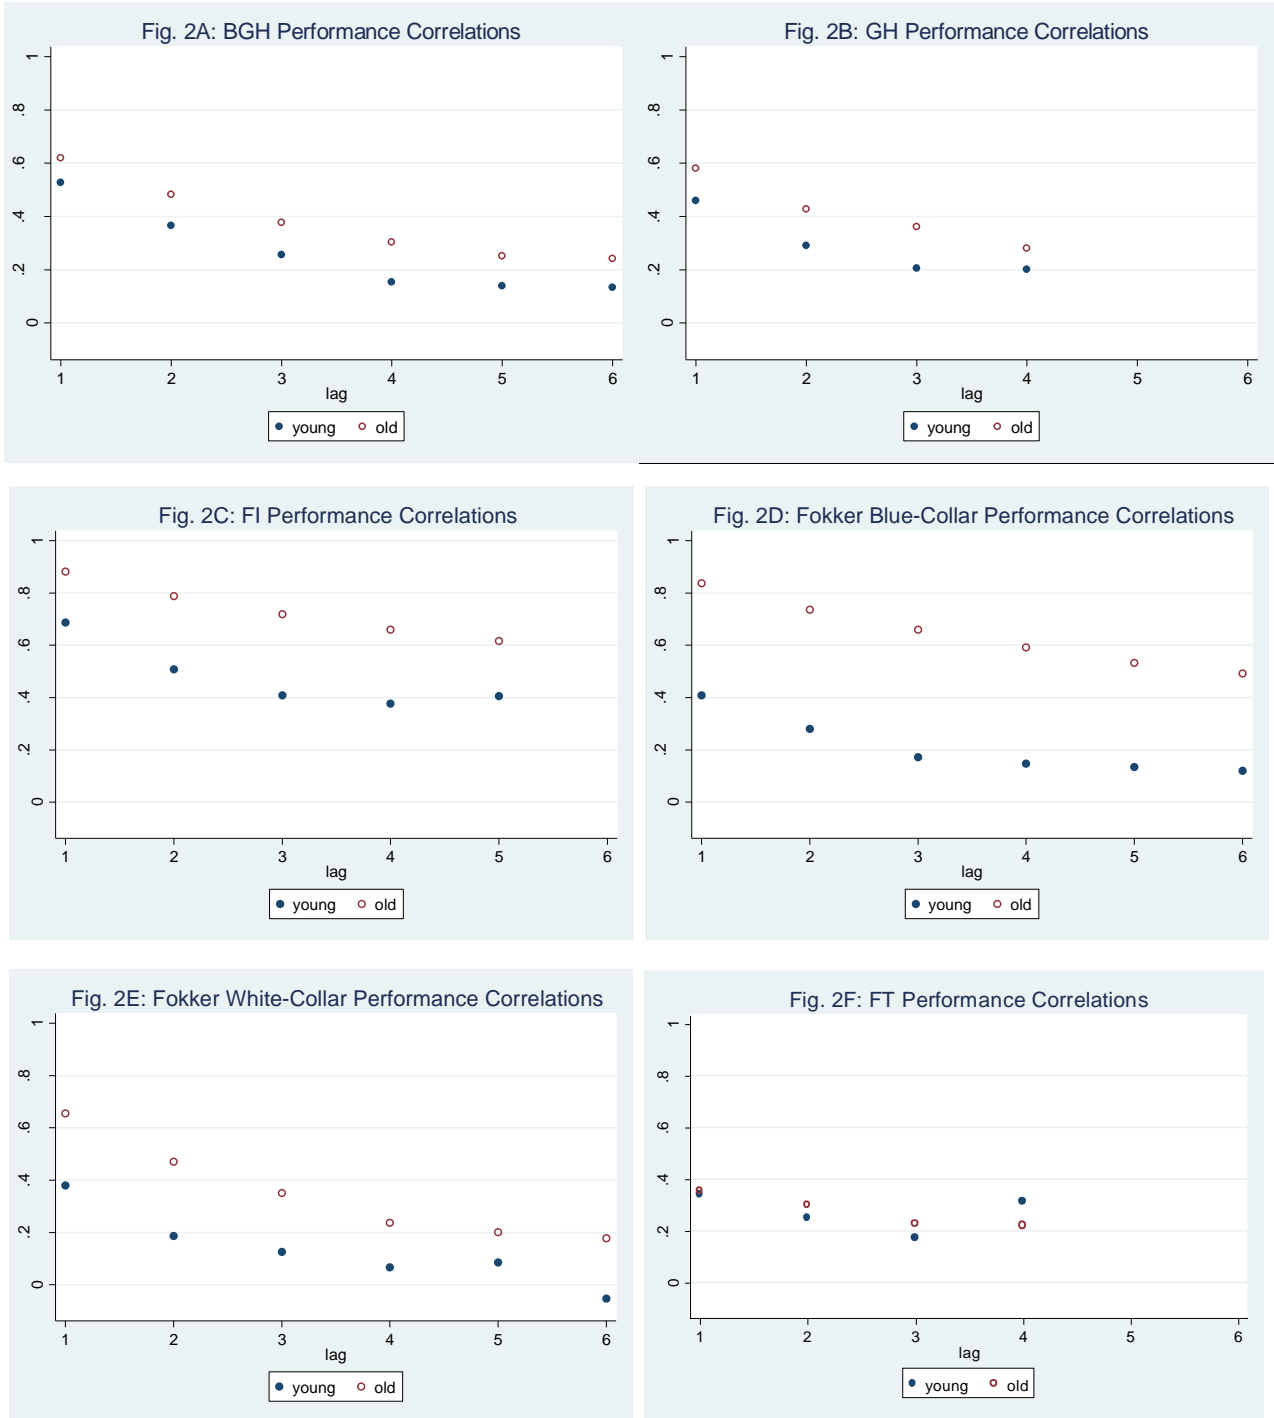 Fig. 2A: BGH Performance Correlations
1
.8
.6
.4
.2
0
1 2 3 4 5 6
lag
young old
Fig. 2B: GH Performance Correlations
1
.8
.6
.4
.2
0
1 2 3 4 5 6
lag
young old
Fig. 2C: FI Performance Correlations
1
.8
.6
.4
.2
0
1 2 3 4 5 6
lag
young old
Fig. 2D: Fokker Blue-Collar Performance Correlations
1
.8
.6
.4
.2
0
1 2 3 4 5 6
lag
young old
Fig. 2E: Fokker White-Collar Performance Correlations
1
.8
.6
.4
.2
0
1 2 3 4 5 6
lag
young old
Fig. 2F: FT Performance Correlations
1
.8
.6
.4
.2
0
1 2 3 4 5 6
lag
young old